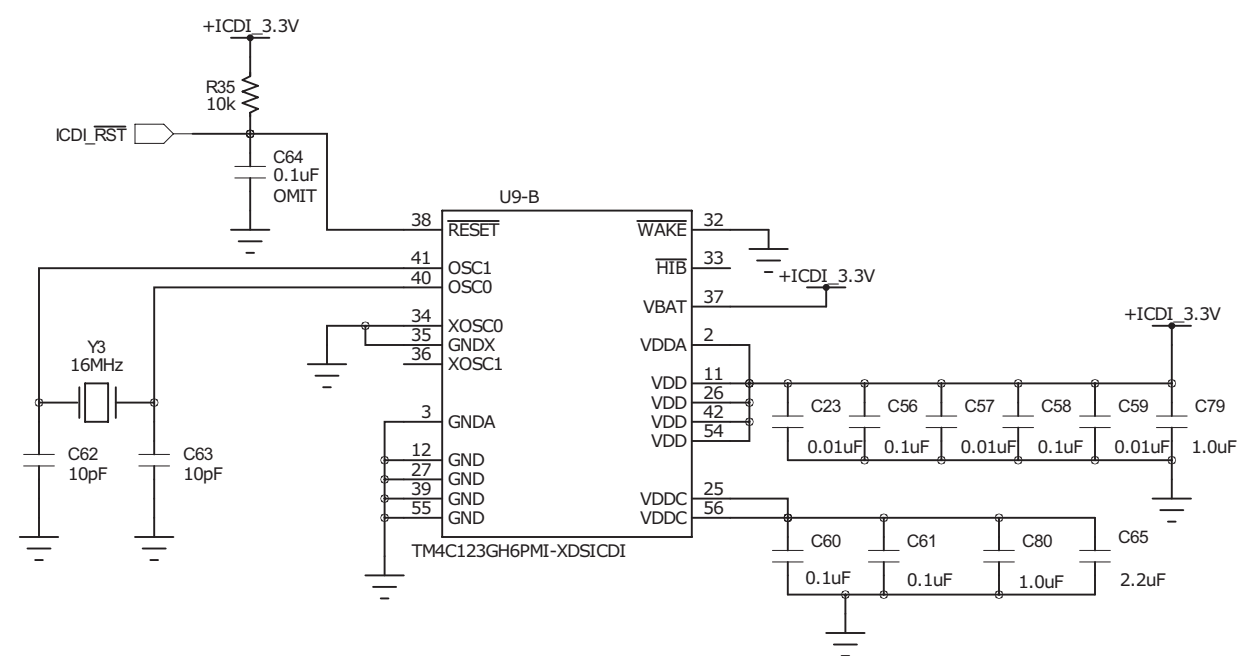 +ICDI_3.3V
R35
10k
ICDI_RST
C64
0.1uF
OMIT
U9-B
38
RESET
41
OSC1
40
OSC0
34
XOSC0
35
GNDX
36
XOSC1
3
GNDA
12
GND
27
GND
39
GND
55
GND
WAKE
32
HIB
33
+ICDI_3.3V
VBAT
37
VDDA
2
VDD
11
VDD
26
VDD
42
VDD
54
VDDC
25
VDDC
56
TM4C123GH6PMI-XDSICDI
Y3
16MHz
C62
10pF
C63
10pF
+ICDI_3.3V
C23
0.01uF
C56
0.1uF
C57
0.01uF
C58
0.1uF
C59
0.01uF
C79
1.0uF
C60
0.1uF
C61
0.1uF
C80
1.0uF
C65
2.2uF